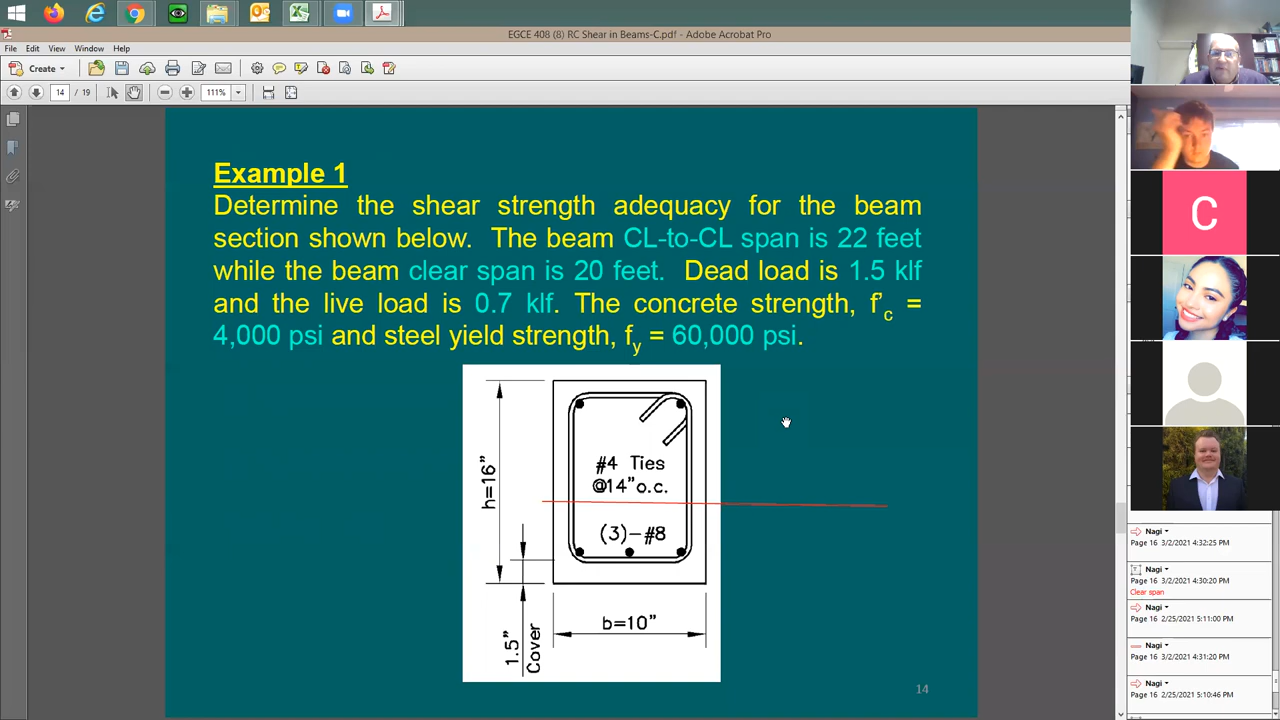 EGCE 408 (8) RC Shear in Beams-C.pdf - Adobe Acrobat Pro
File Edit View Window Help
Create
14 / 19 111%
Example 1
Determine the shear strength adequacy for the beam
section shown below. The beam CL-to-CL span is 22 feet
while the beam clear span is 20 feet. Dead load is 1.5 klf
and the live load is 0.7 klf. The concrete strength, f'c =
4,000 psi and steel yield strength, fy = 60,000 psi.
#4 Ties
@14"o.c.
h=16"
(3)-#8
b=10"
1.5"
Cover
14
C
Nagi
Page 16 3/2/2021 4:32:25 PM
Nagi
Page 16 3/2/2021 4:30:20 PM
Clear span
Nagi
Page 16 2/25/2021 5:11:00 PM
Nagi
Page 16 3/2/2021 4:31:20 PM
Nagi
Page 16 2/25/2021 5:10:46 PM